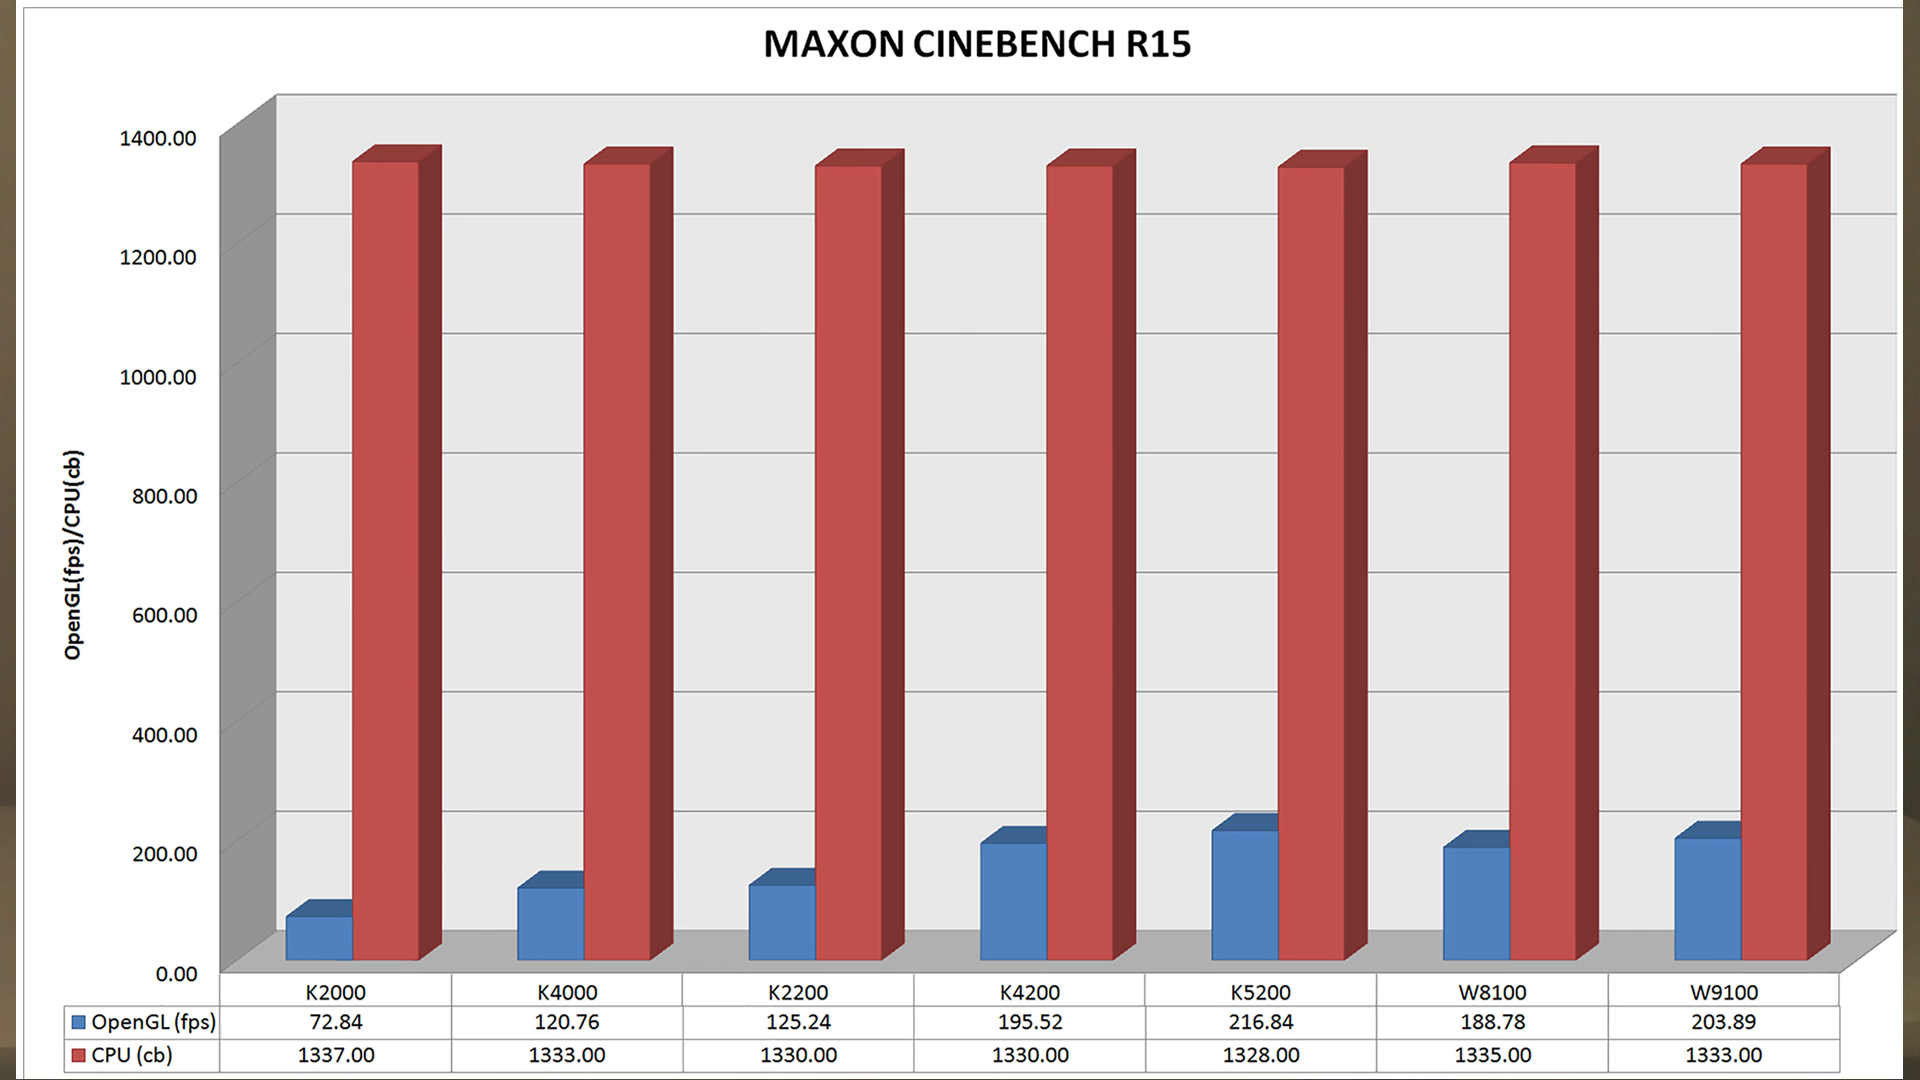 MAXON CINEBENCH R15
OpenGL(fps)/CPU(cb)
1400.00
1200.00
1000.00
800.00
600.00
400.00
200.00
0.00
K2000 K4000 K2200 K4200 K5200 W8100 W9100
OpenGL (fps) 72.84 120.76 125.24 195.52 216.84 188.78 203.89
CPU (cb) 1337.00 1333.00 1330.00 1330.00 1328.00 1335.00 1333.00